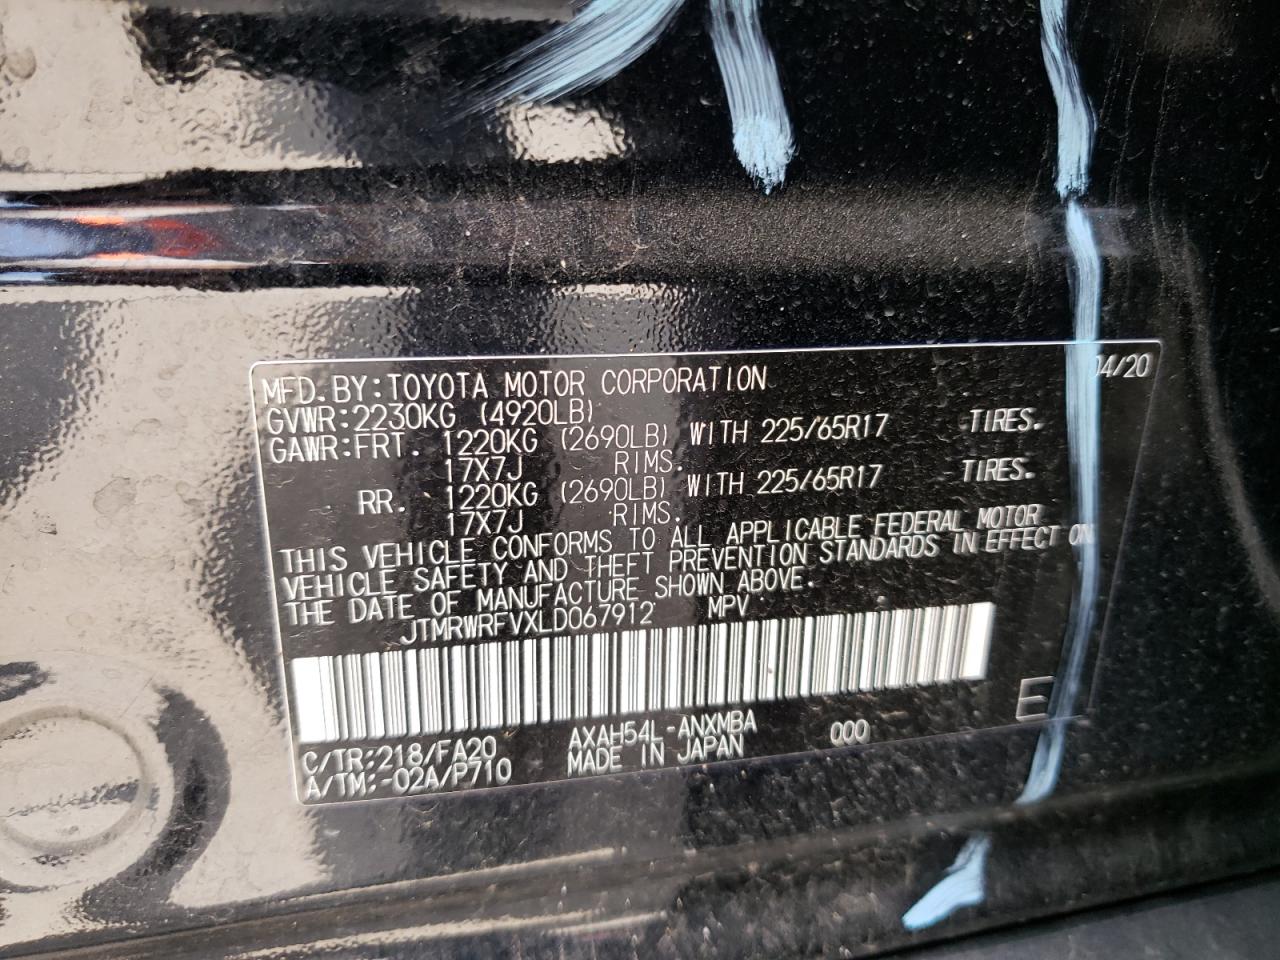 04/20
MFD. BY: TOYOTA MOTOR CORPORATION
GVWR: 2230KG (4920LB)
GAWR: FRT. 1220KG (2690LB) WITH 225/65R17 TIRES.
17X7J RIMS.
RR. 1220KG (2690LB) WITH 225/65R17 TIRES.
17X7J RIMS.
THIS VEHICLE CONFORMS TO ALL APPLICABLE FEDERAL MOTOR
VEHICLE SAFETY AND THEFT PREVENTION STANDARDS IN EFFECT ON
THE DATE OF MANUFACTURE SHOWN ABOVE.
JTMRWRFVXLD067912 MPV
E
C/TR: 218/FA20 AXAH54L-ANXMBA 000
A/TM: -02A/P710 MADE IN JAPAN